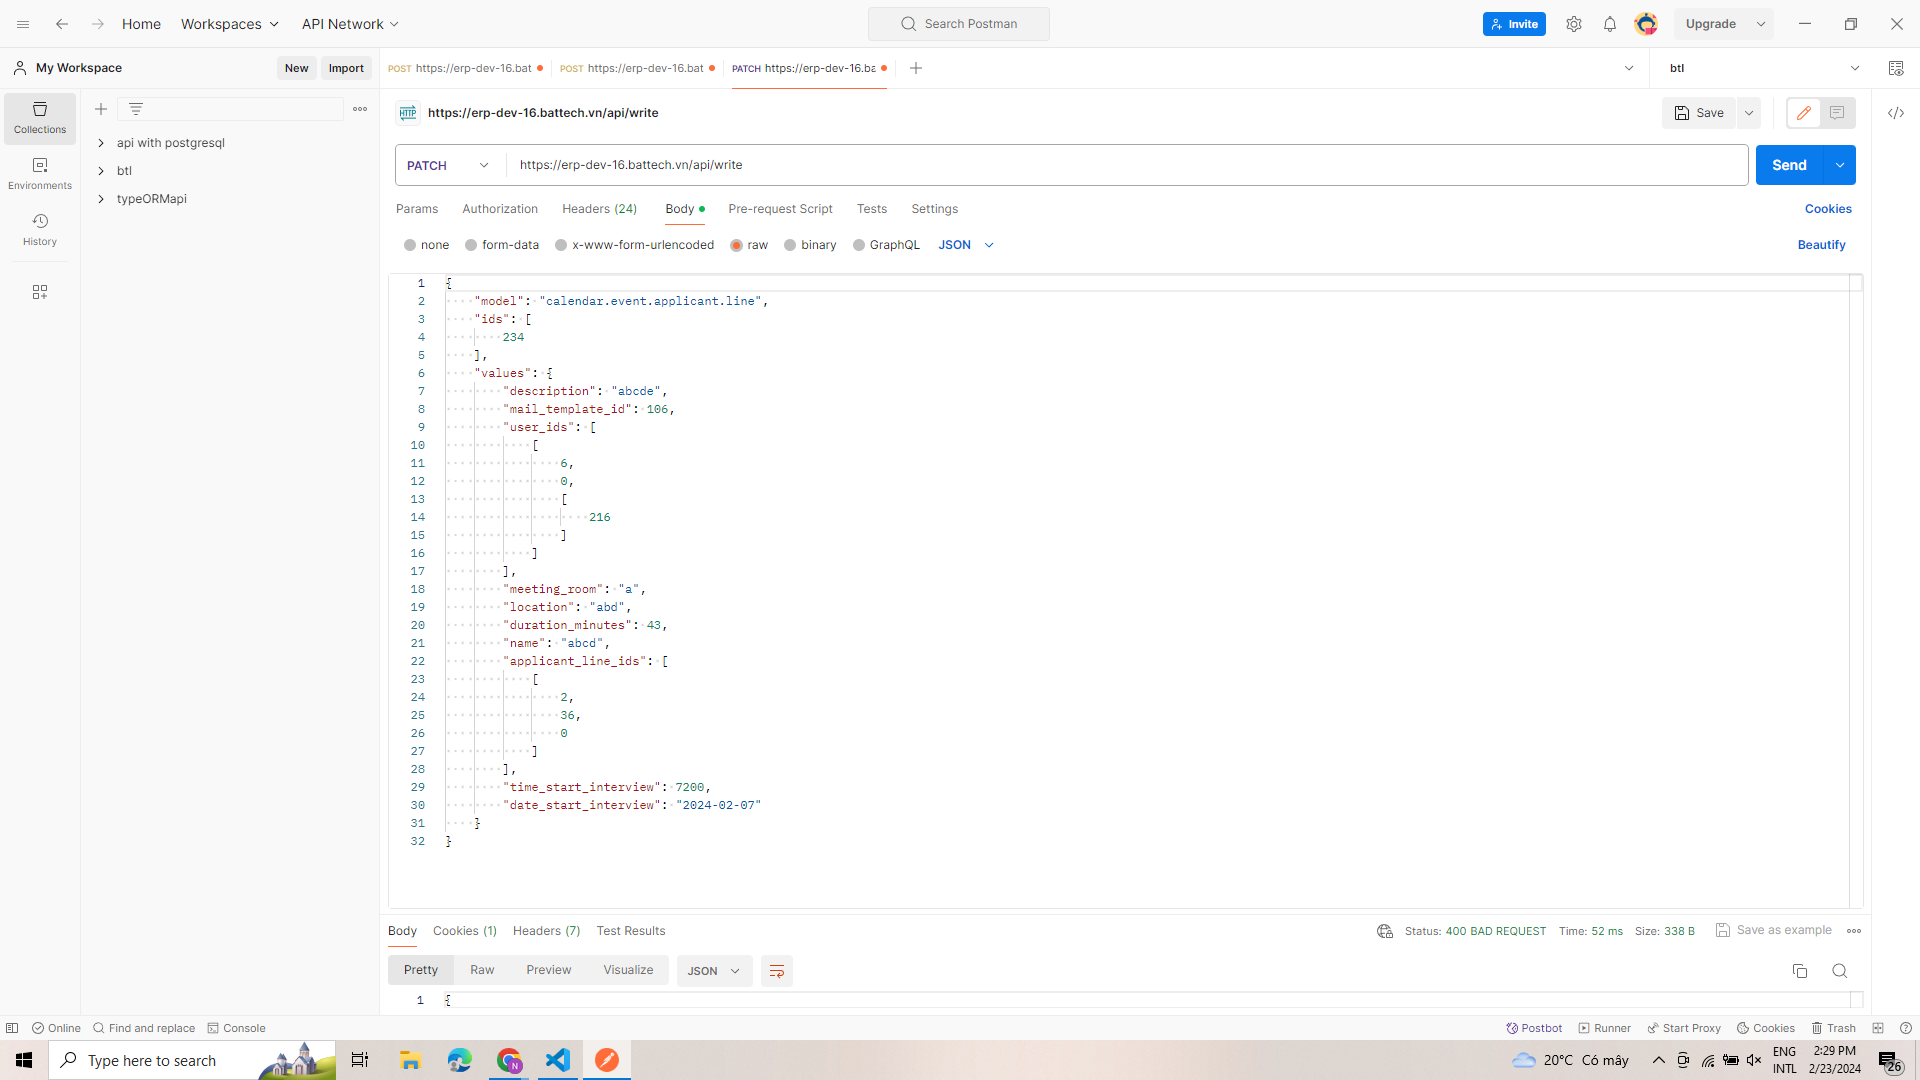 Home Workspaces API Network Search Postman Invite Upgrade
My Workspace New Import POST https://erp-dev-16.bat POST https://erp-dev-16.bat PATCH https://erp-dev-16.ba btl
Collections
Environments
History
api with postgresql
btl
typeORMapi
HTTP https://erp-dev-16.battech.vn/api/write Save
PATCH https://erp-dev-16.battech.vn/api/write Send
Params Authorization Headers (24) Body Pre-request Script Tests Settings Cookies
none form-data x-www-form-urlencoded raw binary GraphQL JSON Beautify
1 {
2 "model": "calendar.event.applicant.line",
3 "ids": [
4 234
5 ],
6 "values": {
7 "description": "abcde",
8 "mail_template_id": 106,
9 "user_ids": [
10 [
11 6,
12 0,
13 [
14 216
15 ]
16 ]
17 ],
18 "meeting_room": "a",
19 "location": "abd",
20 "duration_minutes": 43,
21 "name": "abcd",
22 "applicant_line_ids": [
23 [
24 2,
25 36,
26 0
27 ]
28 ],
29 "time_start_interview": 7200,
30 "date_start_interview": "2024-02-07"
31 }
32 }
Body Cookies (1) Headers (7) Test Results Status: 400 BAD REQUEST Time: 52 ms Size: 338 B Save as example
Pretty Raw Preview Visualize JSON
1 {
Online Find and replace Console Postbot Runner Start Proxy Cookies Trash
Type here to search N 20°C Có mây ENG INTL 2:29 PM 2/23/2024 26